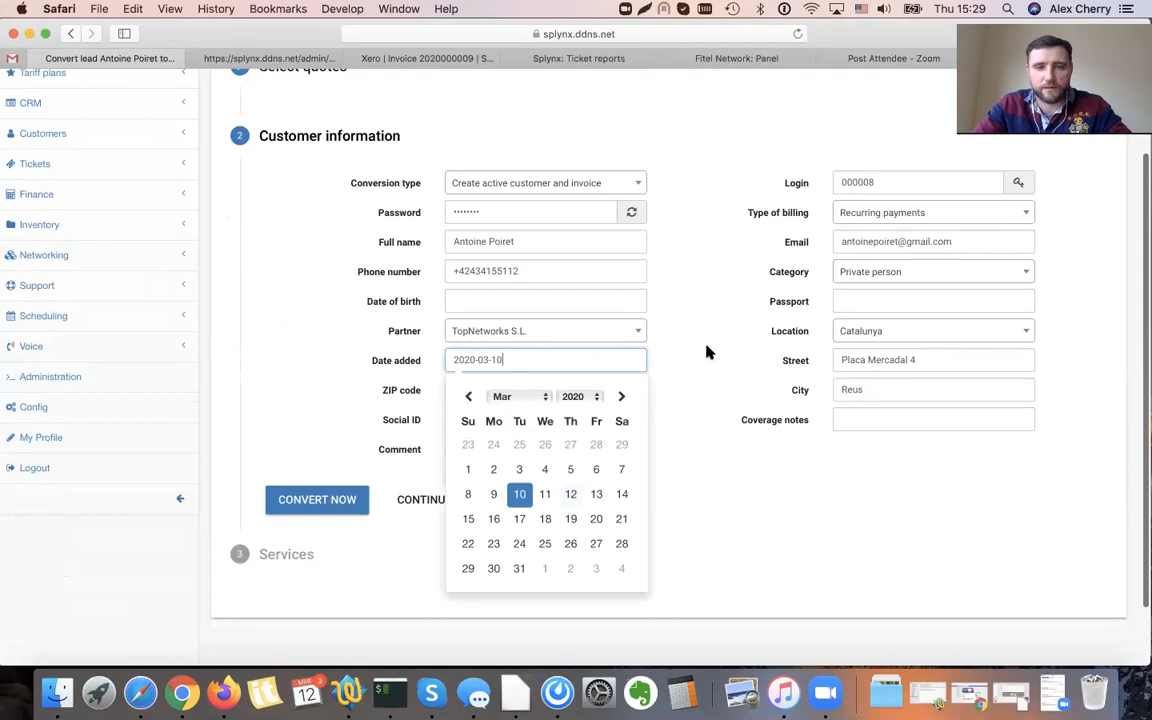 Safari File Edit View History Bookmarks Develop Window Help Thu 15:29 Alex Cherry
splynx.ddns.net
Convert lead Antoine Poiret to... https://splynx.ddns.net/admin/... Xero | Invoice 2020000009 | S... Splynx: Ticket reports Fitel Network: Panel Post Attendee - Zoom
Tariff plans
CRM
Customers
Tickets
Finance
Inventory
Networking
Support
Scheduling
Voice
Administration
Config
My Profile
Logout
Select quotes
2 Customer information
Conversion type Create active customer and invoice Login 000008
Password •••••••• Type of billing Recurring payments
Full name Antoine Poiret Email antoinepoiret@gmail.com
Phone number +42434155112 Category Private person
Date of birth Passport
Partner TopNetworks S.L. Location Catalunya
Date added 2020-03-10 Street Placa Mercadal 4
ZIP code City Reus
Social ID Coverage notes
Comment
Mar 2020
Su Mo Tu We Th Fr Sa
23 24 25 26 27 28 29
1 2 3 4 5 6 7
8 9 10 11 12 13 14
15 16 17 18 19 20 21
22 23 24 25 26 27 28
29 30 31 1 2 3 4
CONVERT NOW CONTINU
3 Services
12